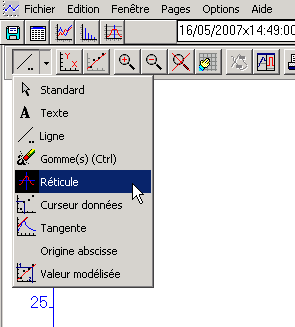 Fichier Edition Fenêtre Pages Options Aide
16/05/2007x14:49:00
Standard
Texte
Ligne
Gomme(s) (Ctrl)
Réticule
Curseur données
Tangente
Origine abscisse
Valeur modélisée
25